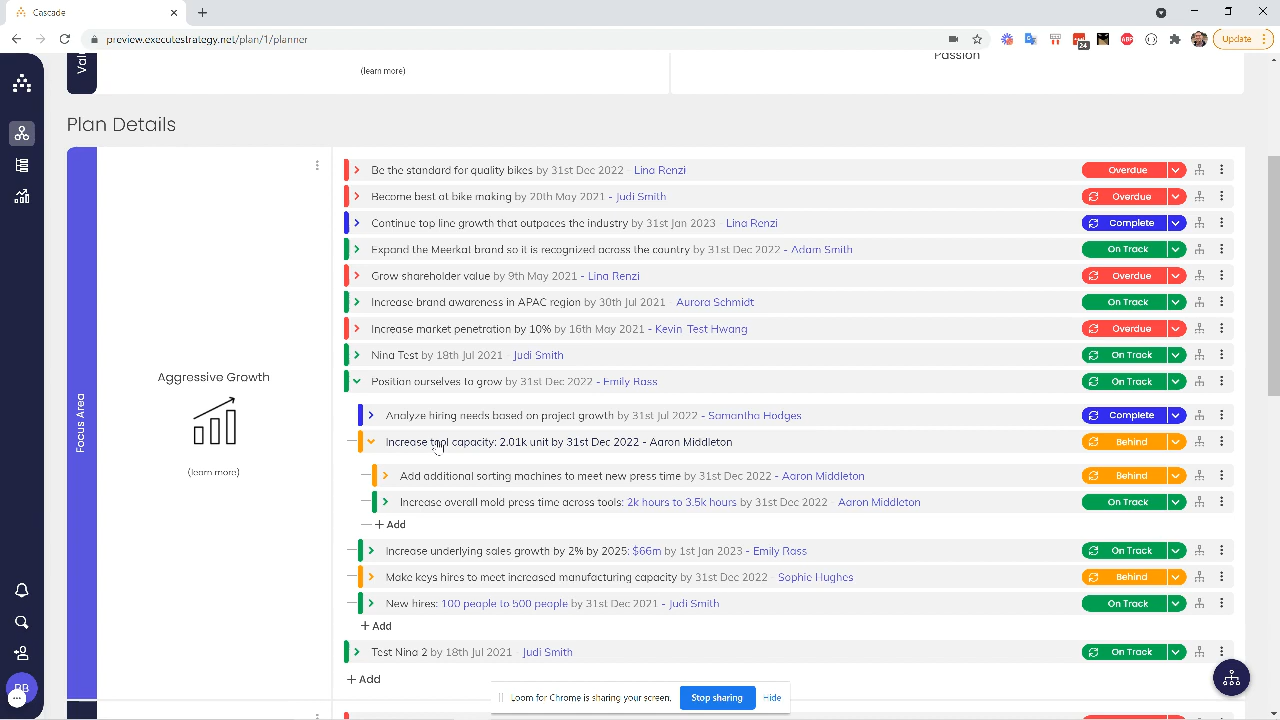 Cascade
preview.executestrategy.net/plan/1/planner
24
ABP
Update
Val
(learn more)
Passion
Plan Details
Focus Area
Aggressive Growth
(learn more)
Be the standard for quality bikes by 31st Dec 2022 - Lina Renzi Overdue
by 20th May 2021 - Judi Smith Overdue
Continue top line growth that outpaces the industry by 31st Jan 2023 - Lina Renzi Complete
Expand the Meerkat brand so it is recognized across the country by 31st Dec 2022 - Adam Smith On Track
Grow shareholder value by 9th May 2021 - Lina Renzi Overdue
Increase brand awareness in APAC region by 30th Jul 2021 - Aurora Schmidt On Track
Increase market penetration by 10% by 16th May 2021 - Kevin Test Hwang Overdue
Nina Test by 18th Jul 2021 - Judi Smith On Track
Position ourselves to grow by 31st Dec 2022 - Emily Rass On Track
Analyze hiring needs based on project growth by 31st Jul 2022 - Samantha Hodges Complete
Increase tool capacity: 2.01k unit by 31st Dec 2022 - Aaron Middleton Behind
Add additional sorting machines to meet new press time by 31st Dec 2022 - Aaron Middleton Behind
Increase overall hold press time across tools: 2k hours to 3.5k hours by 31st Dec 2022 - Aaron Middleton On Track
+ Add
Increase underlying sales growth by 2% by 2025: $66m by 1st Jan 2023 - Emily Rass On Track
hiring to meet increased manufacturing capacity by 31st Dec 2022 - Sophie Hughes Behind
New hires: 100 people to 500 people by 31st Dec 2021 - Judi Smith On Track
+ Add
Test Nina 2 by 18th Jul 2021 - Judi Smith On Track
+ Add
BB
Loom for Chrome is sharing your screen. Stop sharing Hide